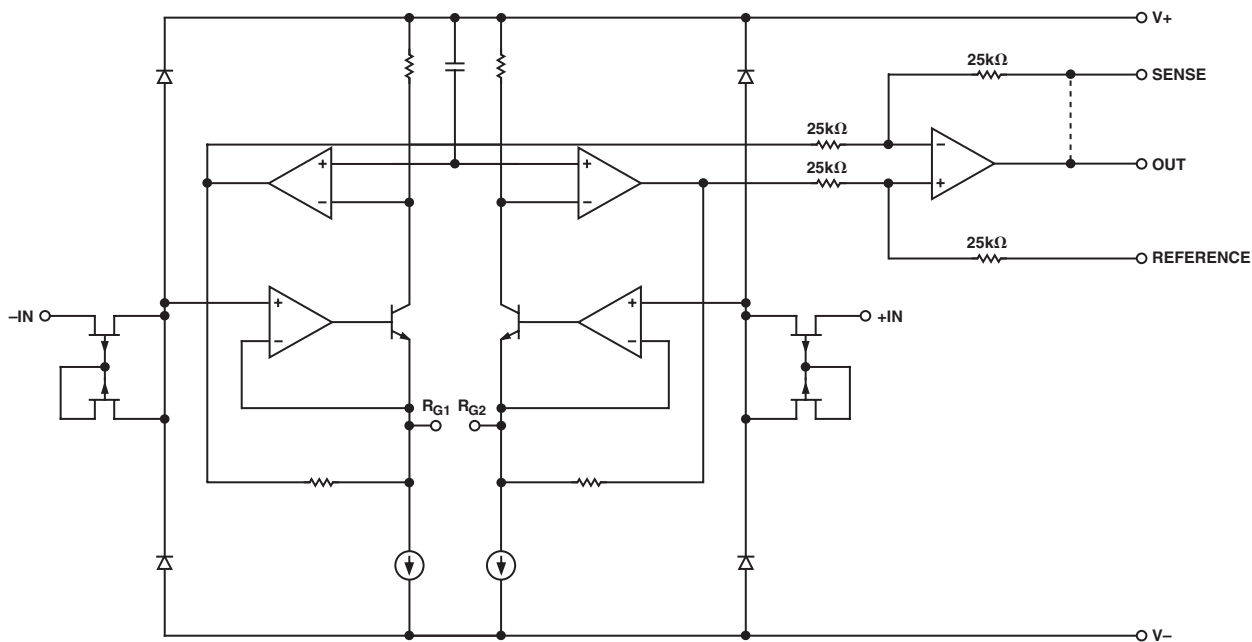 V+
25kΩ
SENSE
25kΩ
+
+
−
25kΩ
OUT
−
−
+
25kΩ
REFERENCE
+
+
–IN
+IN
−
−
RG1
RG2
V–